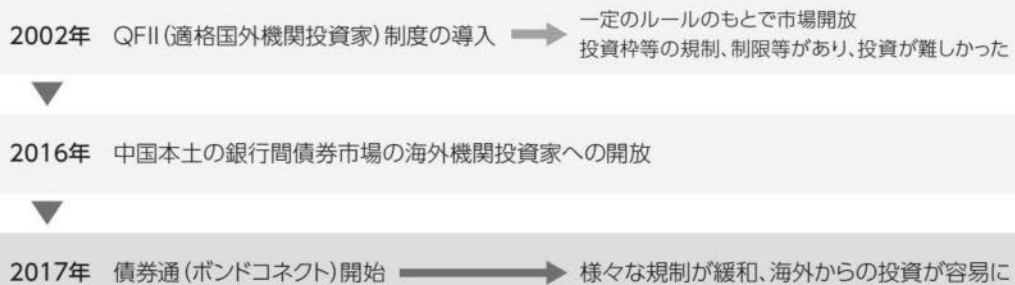 2002年 QFII(適格国外機関投資家)制度の導入
一定のルールのもとで市場開放
投資枠等の規制、制限等があり、投資が難しかった
2016年 中国本土の銀行間債券市場の海外機関投資家への開放
2017年 債券通(ボンドコネクト)開始
様々な規制が緩和、海外からの投資が容易に